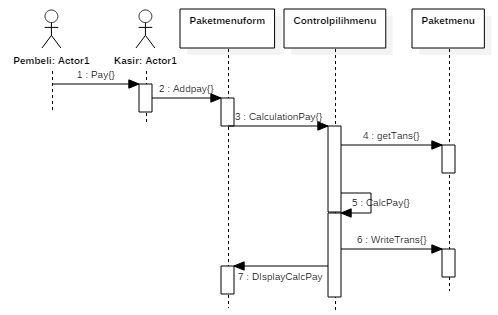 Paketmenuform
Controlpilihmenu
Paketmenu
Pembeli: Actor1
Kasir: Actor1
1 : Pay{}
2 : Addpay{}
3 : CalculationPay{}
4 : getTans{}
5 : CalcPay{}
6 : WriteTrans{}
7 : DIsplayCalcPay